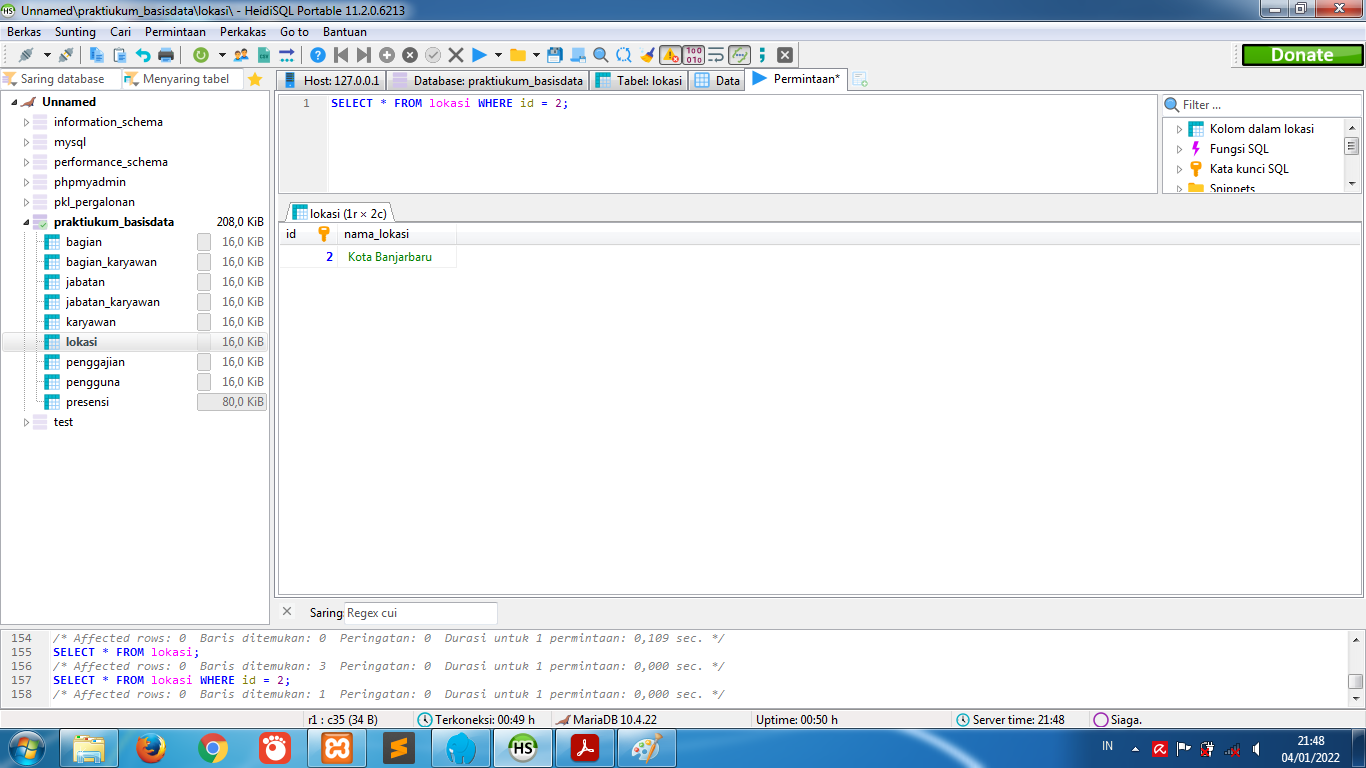 Unnamed\praktiukum_basisdata\lokasi\ - HeidiSQL Portable 11.2.0.6213
Berkas Sunting Cari Permintaan Perkakas Go to Bantuan
Donate
Saring database Menyaring tabel
Host: 127.0.0.1 Database: praktiukum_basisdata Tabel: lokasi Data Permintaan*
Unnamed
information_schema
mysql
performance_schema
phpmyadmin
pkl_pergalonan
praktiukum_basisdata 208,0 KiB
bagian 16,0 KiB
bagian_karyawan 16,0 KiB
jabatan 16,0 KiB
jabatan_karyawan 16,0 KiB
karyawan 16,0 KiB
lokasi 16,0 KiB
penggajian 16,0 KiB
pengguna 16,0 KiB
presensi 80,0 KiB
test
1 SELECT * FROM lokasi WHERE id = 2;
Filter ...
Kolom dalam lokasi
Fungsi SQL
Kata kunci SQL
Snippets
lokasi (1r × 2c)
id nama_lokasi
2 Kota Banjarbaru
Saring: Regex cui
154 /* Affected rows: 0 Baris ditemukan: 0 Peringatan: 0 Durasi untuk 1 permintaan: 0,109 sec. */
155 SELECT * FROM lokasi;
156 /* Affected rows: 0 Baris ditemukan: 3 Peringatan: 0 Durasi untuk 1 permintaan: 0,000 sec. */
157 SELECT * FROM lokasi WHERE id = 2;
158 /* Affected rows: 0 Baris ditemukan: 1 Peringatan: 0 Durasi untuk 1 permintaan: 0,000 sec. */
r1 : c35 (34 B) Terkoneksi: 00:49 h MariaDB 10.4.22 Uptime: 00:50 h Server time: 21:48 Siaga.
HS
IN
21:48
04/01/2022